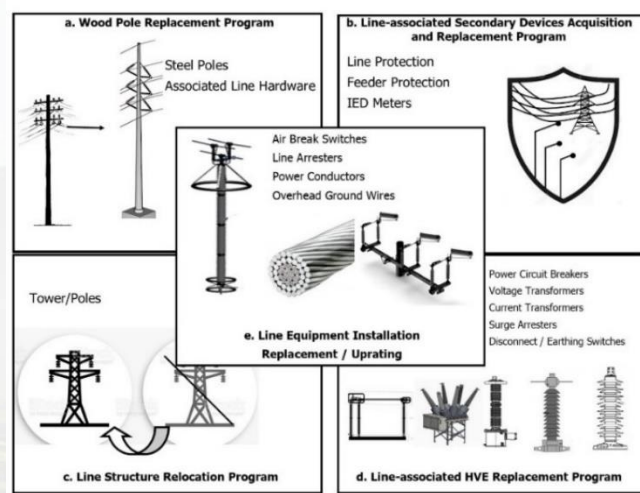 a. Wood Pole Replacement Program
Steel Poles
Associated Line Hardware
b. Line-associated Secondary Devices Acquisition
and Replacement Program
Line Protection
Feeder Protection
IED Meters
Air Break Switches
Line Arresters
Power Conductors
Overhead Ground Wires
e. Line Equipment Installation
Replacement / Uprating
Tower/Poles
c. Line Structure Relocation Program
Power Circuit Breakers
Voltage Transformers
Current Transformers
Surge Arresters
Disconnect / Earthing Switches
d. Line-associated HVE Replacement Program